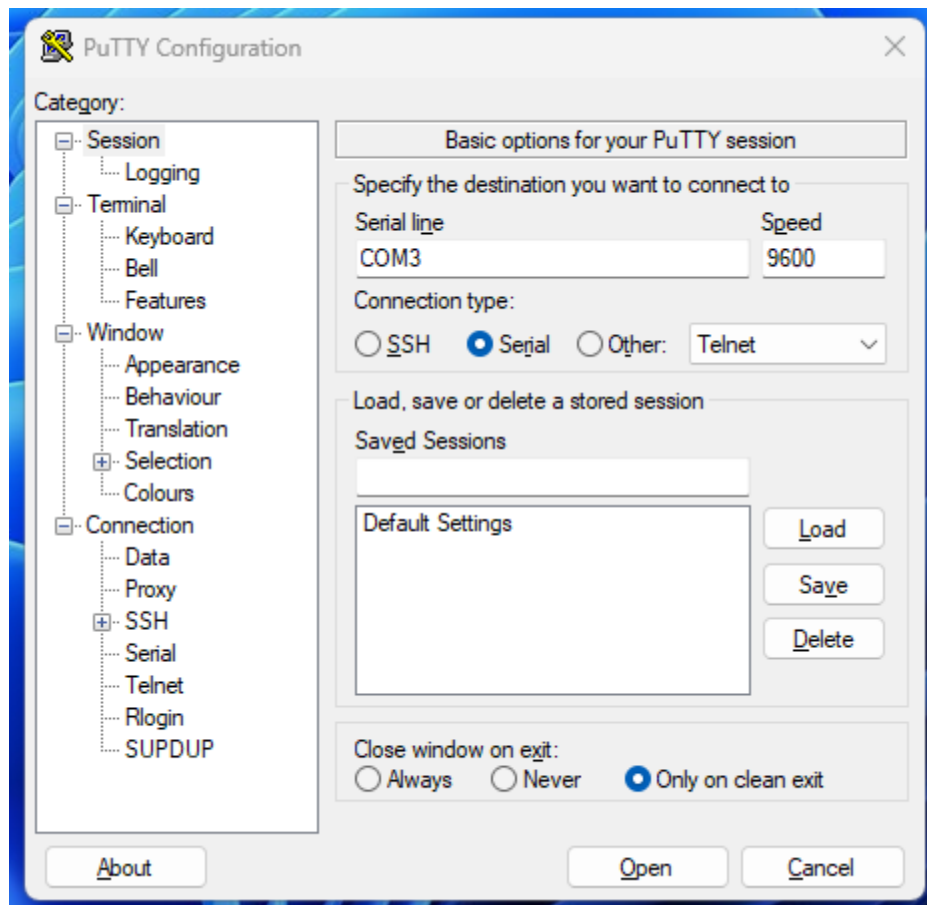 PuTTY Configuration
Category:
Session
Logging
Terminal
Keyboard
Bell
Features
Window
Appearance
Behaviour
Translation
Selection
Colours
Connection
Data
Proxy
SSH
Serial
Telnet
Rlogin
SUPDUP
Basic options for your PuTTY session
Specify the destination you want to connect to
Serial line Speed
COM3 9600
Connection type:
SSH Serial Other: Telnet
Load, save or delete a stored session
Saved Sessions
Default Settings
Load
Save
Delete
Close window on exit:
Always Never Only on clean exit
About Open Cancel